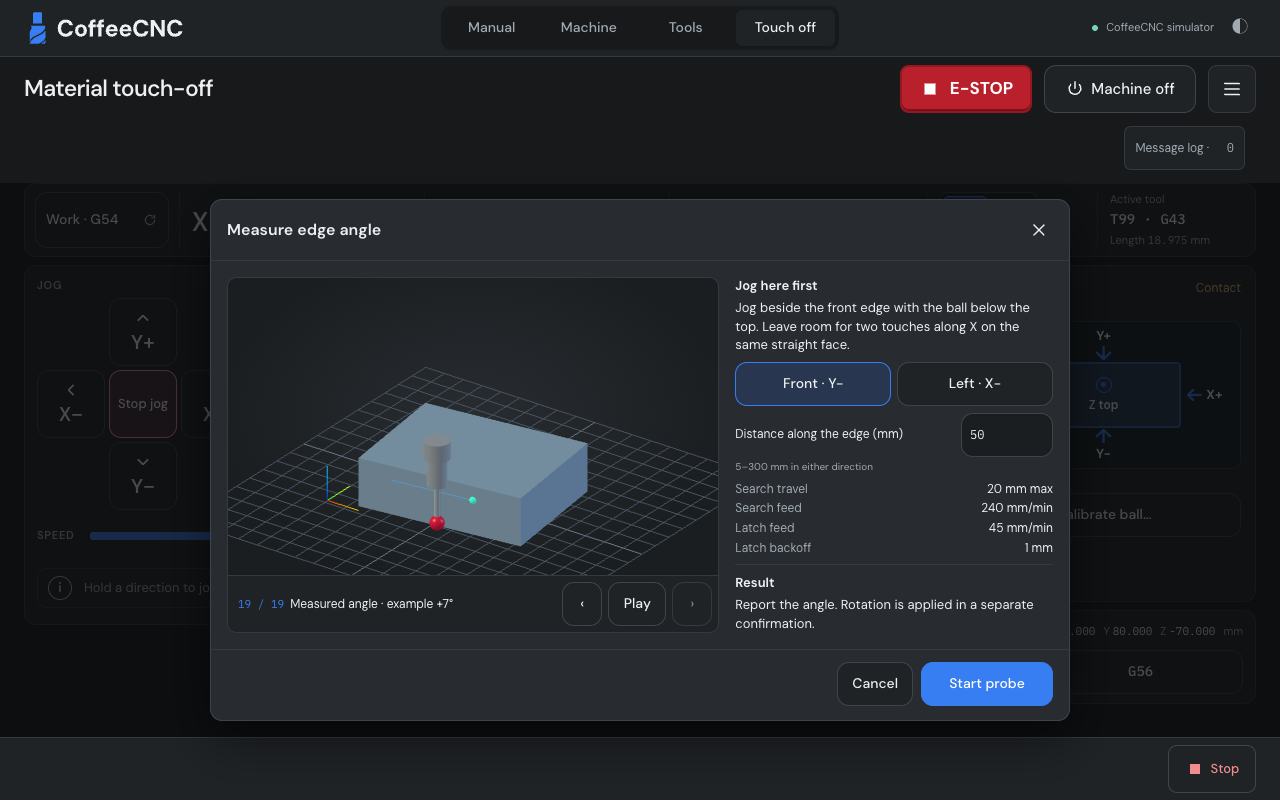 CoffeeCNC
Manual
Machine
Tools
Touch off
CoffeeCNC simulator
Material touch-off
E-STOP
Machine off
Message log · 0
Work · G54
X
Active tool
T99 · G43
Length 18.975 mm
Measure edge angle
JOG
Y+
X-
Stop jog
Y-
SPEED
Hold a direction to jo
Jog here first
Jog beside the front edge with the ball below the
top. Leave room for two touches along X on the
same straight face.
Front · Y-
Left · X-
Distance along the edge (mm)
50
5–300 mm in either direction
Search travel 20 mm max
Search feed 240 mm/min
Latch feed 45 mm/min
Latch backoff 1 mm
Result
Report the angle. Rotation is applied in a separate
confirmation.
19 / 19 Measured angle · example +7°
‹
Play
›
Cancel
Start probe
Contact
Y+
X+
Z top
Y-
alibrate ball...
.000 Y 80.000 Z -70.000 mm
G56
Stop